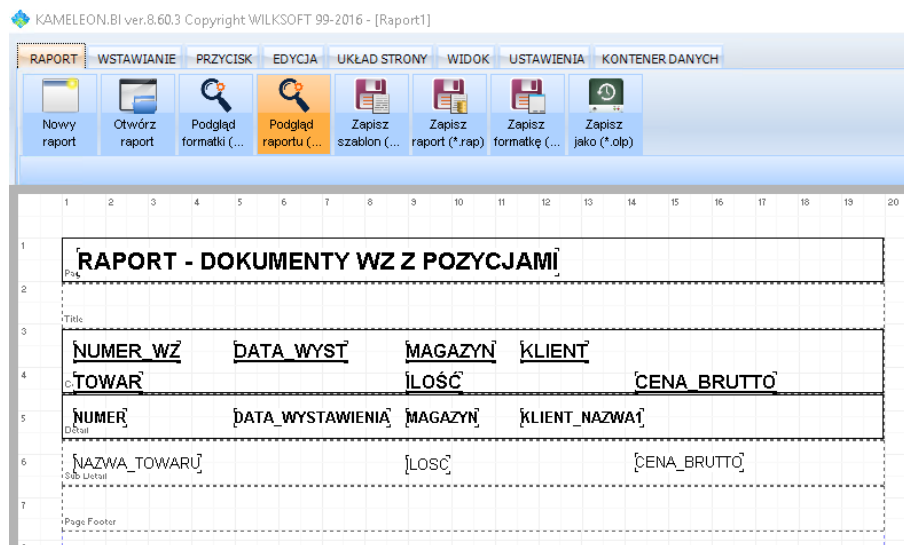 KAMELEON.BI ver.8.60.3 Copyright WILKSOFT 99-2016 - [Raport1]
RAPORT WSTAWIANIE PRZYCISK EDYCJA UKŁAD STRONY WIDOK USTAWIENIA KONTENER DANYCH
Nowy raport
Otwórz raport
Podgląd formatki (...
Podgląd raportu (...
Zapisz szablon (...
Zapisz raport (*.rap)
Zapisz formatkę (...
Zapisz jako (*.olp)
1 2 3 4 5 6 7 8 9 10 11 12 13 14 15 16 17 18 19 20
1
RAPORT - DOKUMENTY WZ Z POZYCJAMI
2
Title
3
NUMER_WZ DATA_WYST MAGAZYN KLIENT
4
TOWAR ILOŚĆ CENA_BRUTTO
5
NUMER DATA_WYSTAWIENIA MAGAZYN KLIENT_NAZWA1
Detail
6
NAZWA_TOWARU ILOSC CENA_BRUTTO
Sub Detail
7
Page Footer